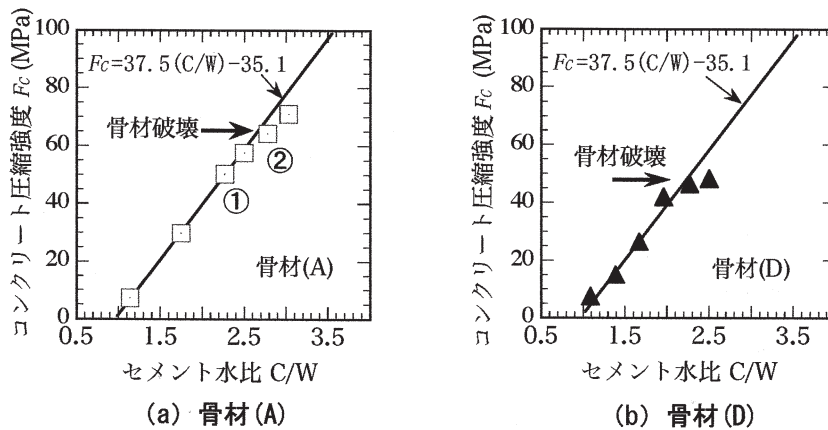 コンクリート圧縮強度 Fc (MPa)
100
80
60
40
20
0
Fc=37.5(C/W)-35.1
骨材破壊
②
①
骨材(A)
0.5 1.5 2.5 3.5
セメント水比 C/W
(a) 骨材(A)
コンクリート圧縮強度 Fc (MPa)
100
80
60
40
20
0
Fc=37.5(C/W)-35.1
骨材破壊
骨材(D)
0.5 1.5 2.5 3.5
セメント水比 C/W
(b) 骨材(D)